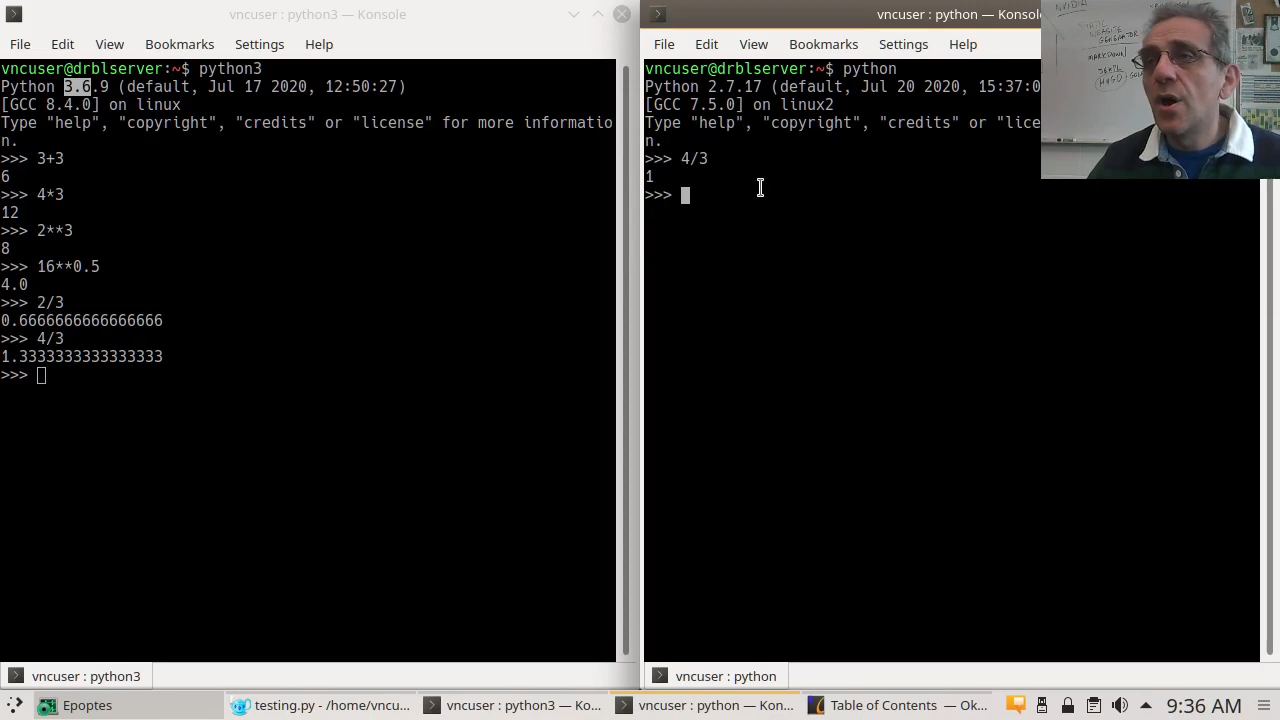 vncuser : python3 — Konsole
File Edit View Bookmarks Settings Help
vncuser@drblserver:~$ python3
Python 3.6.9 (default, Jul 17 2020, 12:50:27)
[GCC 8.4.0] on linux
Type "help", "copyright", "credits" or "license" for more informatio
n.
>>> 3+3
6
>>> 4*3
12
>>> 2**3
8
>>> 16**0.5
4.0
>>> 2/3
0.6666666666666666
>>> 4/3
1.3333333333333333
>>>
vncuser : python3
vncuser : python — Konsole
File Edit View Bookmarks Settings Help
vncuser@drblserver:~$ python
Python 2.7.17 (default, Jul 20 2020, 15:37:0
[GCC 7.5.0] on linux2
Type "help", "copyright", "credits" or "lice
n.
>>> 4/3
1
>>>
vncuser : python
NVIDIA
STATIC
GENERATOR
MARKDOWN
Epoptes
testing.py - /home/vncu...
vncuser : python3 — Ko...
vncuser : python — Kon...
Table of Contents — Ok...
9:36 AM